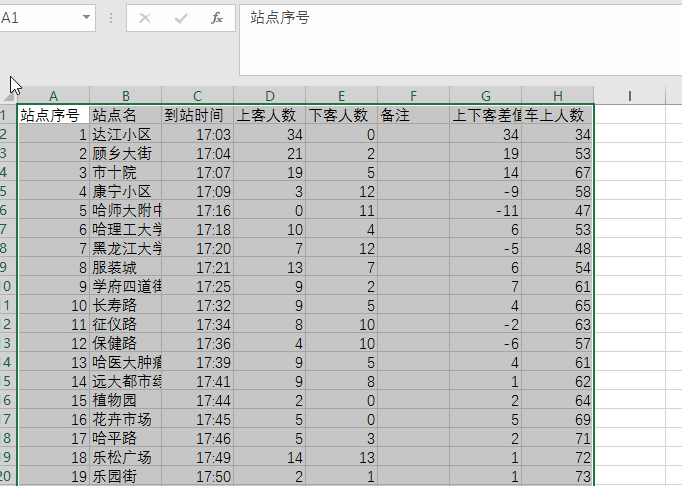 A1 fx 站点序号
A B C D E F G H I
1 站点序号 站点名 到站时间 上客人数 下客人数 备注 上下客差值 车上人数
2 1 达江小区 17:03 34 0 34 34
3 2 顾乡大街 17:04 21 2 19 53
4 3 市十院 17:07 19 5 14 67
5 4 康宁小区 17:09 3 12 -9 58
6 5 哈师大附中 17:16 0 11 -11 47
7 6 哈理工大学 17:18 10 4 6 53
8 7 黑龙江大学 17:20 7 12 -5 48
9 8 服装城 17:21 13 7 6 54
10 9 学府四道街 17:25 9 2 7 61
11 10 长寿路 17:32 9 5 4 65
12 11 征仪路 17:34 8 10 -2 63
13 12 保健路 17:36 4 10 -6 57
14 13 哈医大肿瘤 17:39 9 5 4 61
15 14 远大都市绿 17:41 9 8 1 62
16 15 植物园 17:44 2 0 2 64
17 16 花卉市场 17:45 5 0 5 69
18 17 哈平路 17:46 5 3 2 71
19 18 乐松广场 17:49 14 13 1 72
20 19 乐园街 17:50 2 1 1 73